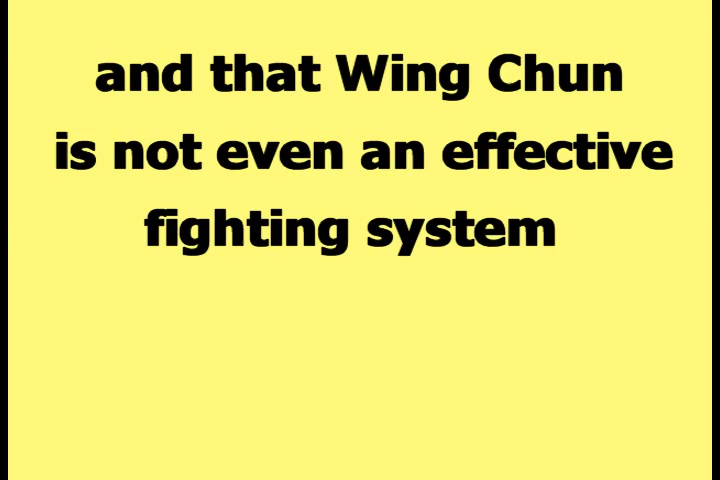 and that Wing Chun
is not even an effective
fighting system